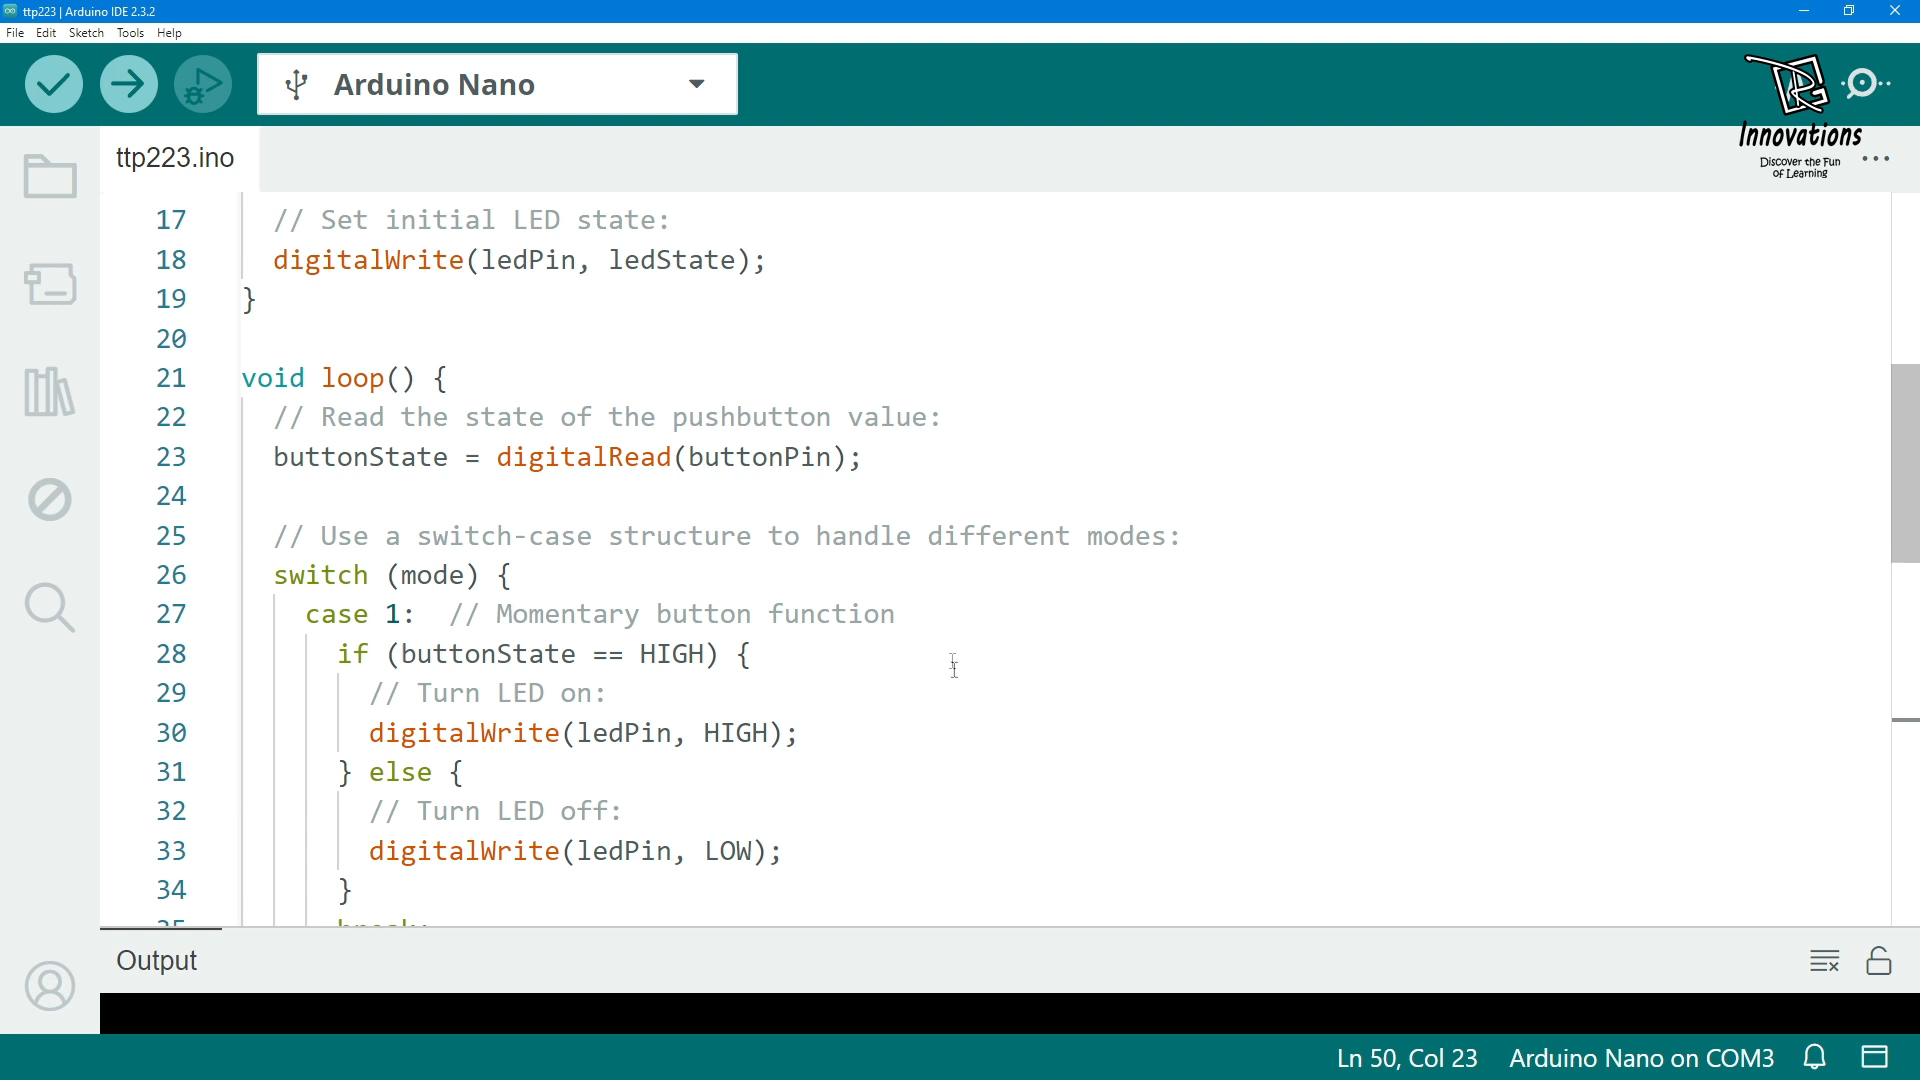 ttp223 | Arduino IDE 2.3.2
File Edit Sketch Tools Help
Arduino Nano
Innovations
Discover the Fun
of Learning
ttp223.ino
17 // Set initial LED state:
18 digitalWrite(ledPin, ledState);
19 }
20
21 void loop() {
22 // Read the state of the pushbutton value:
23 buttonState = digitalRead(buttonPin);
24
25 // Use a switch-case structure to handle different modes:
26 switch (mode) {
27 case 1: // Momentary button function
28 if (buttonState == HIGH) {
29 // Turn LED on:
30 digitalWrite(ledPin, HIGH);
31 } else {
32 // Turn LED off:
33 digitalWrite(ledPin, LOW);
34 }
Output
Ln 50, Col 23 Arduino Nano on COM3